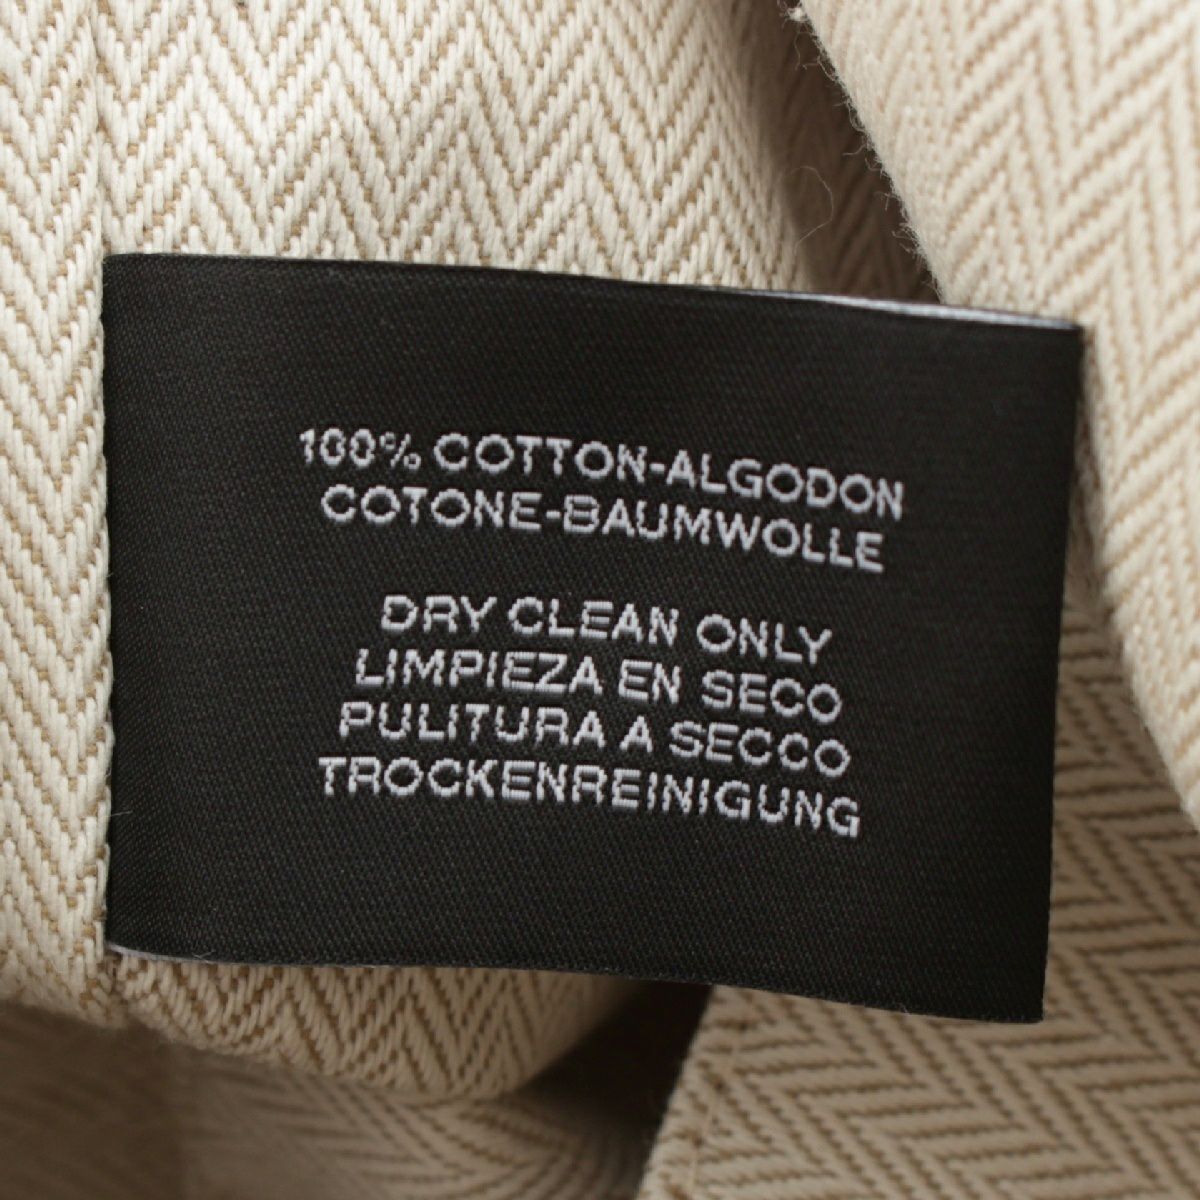 100% COTTON-ALGODON
COTONE-BAUMWOLLE
DRY CLEAN ONLY
LIMPIEZA EN SECO
PULITURA A SECCO
TROCKENREINIGUNG